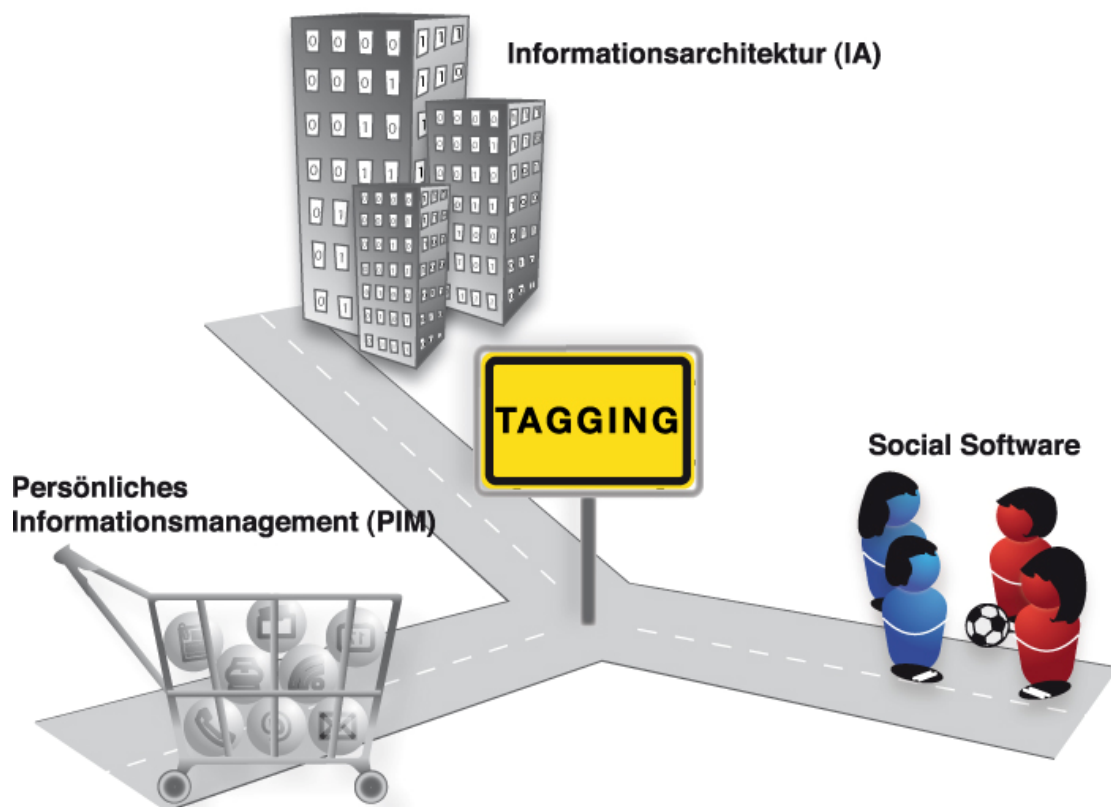 Informationsarchitektur (IA)
TAGGING
Social Software
Persönliches
Informationsmanagement (PIM)